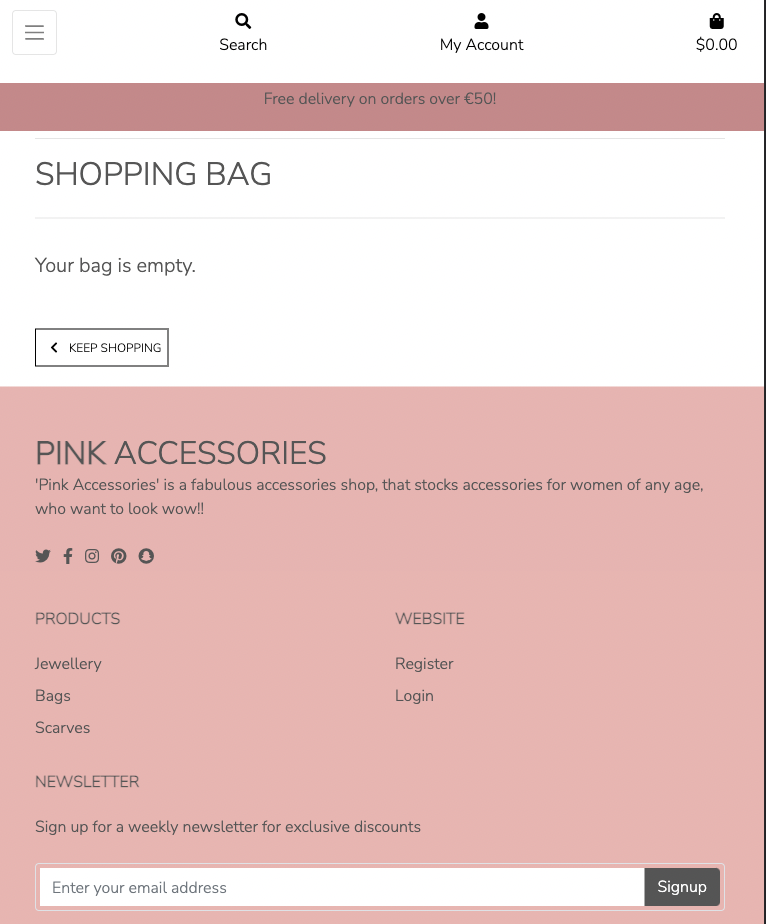 Search
My Account
$0.00
Free delivery on orders over €50!
SHOPPING BAG
Your bag is empty.
KEEP SHOPPING
PINK ACCESSORIES
'Pink Accessories' is a fabulous accessories shop, that stocks accessories for women of any age,
who want to look wow!!
PRODUCTS
WEBSITE
Jewellery
Register
Bags
Login
Scarves
NEWSLETTER
Sign up for a weekly newsletter for exclusive discounts
Enter your email address
Signup